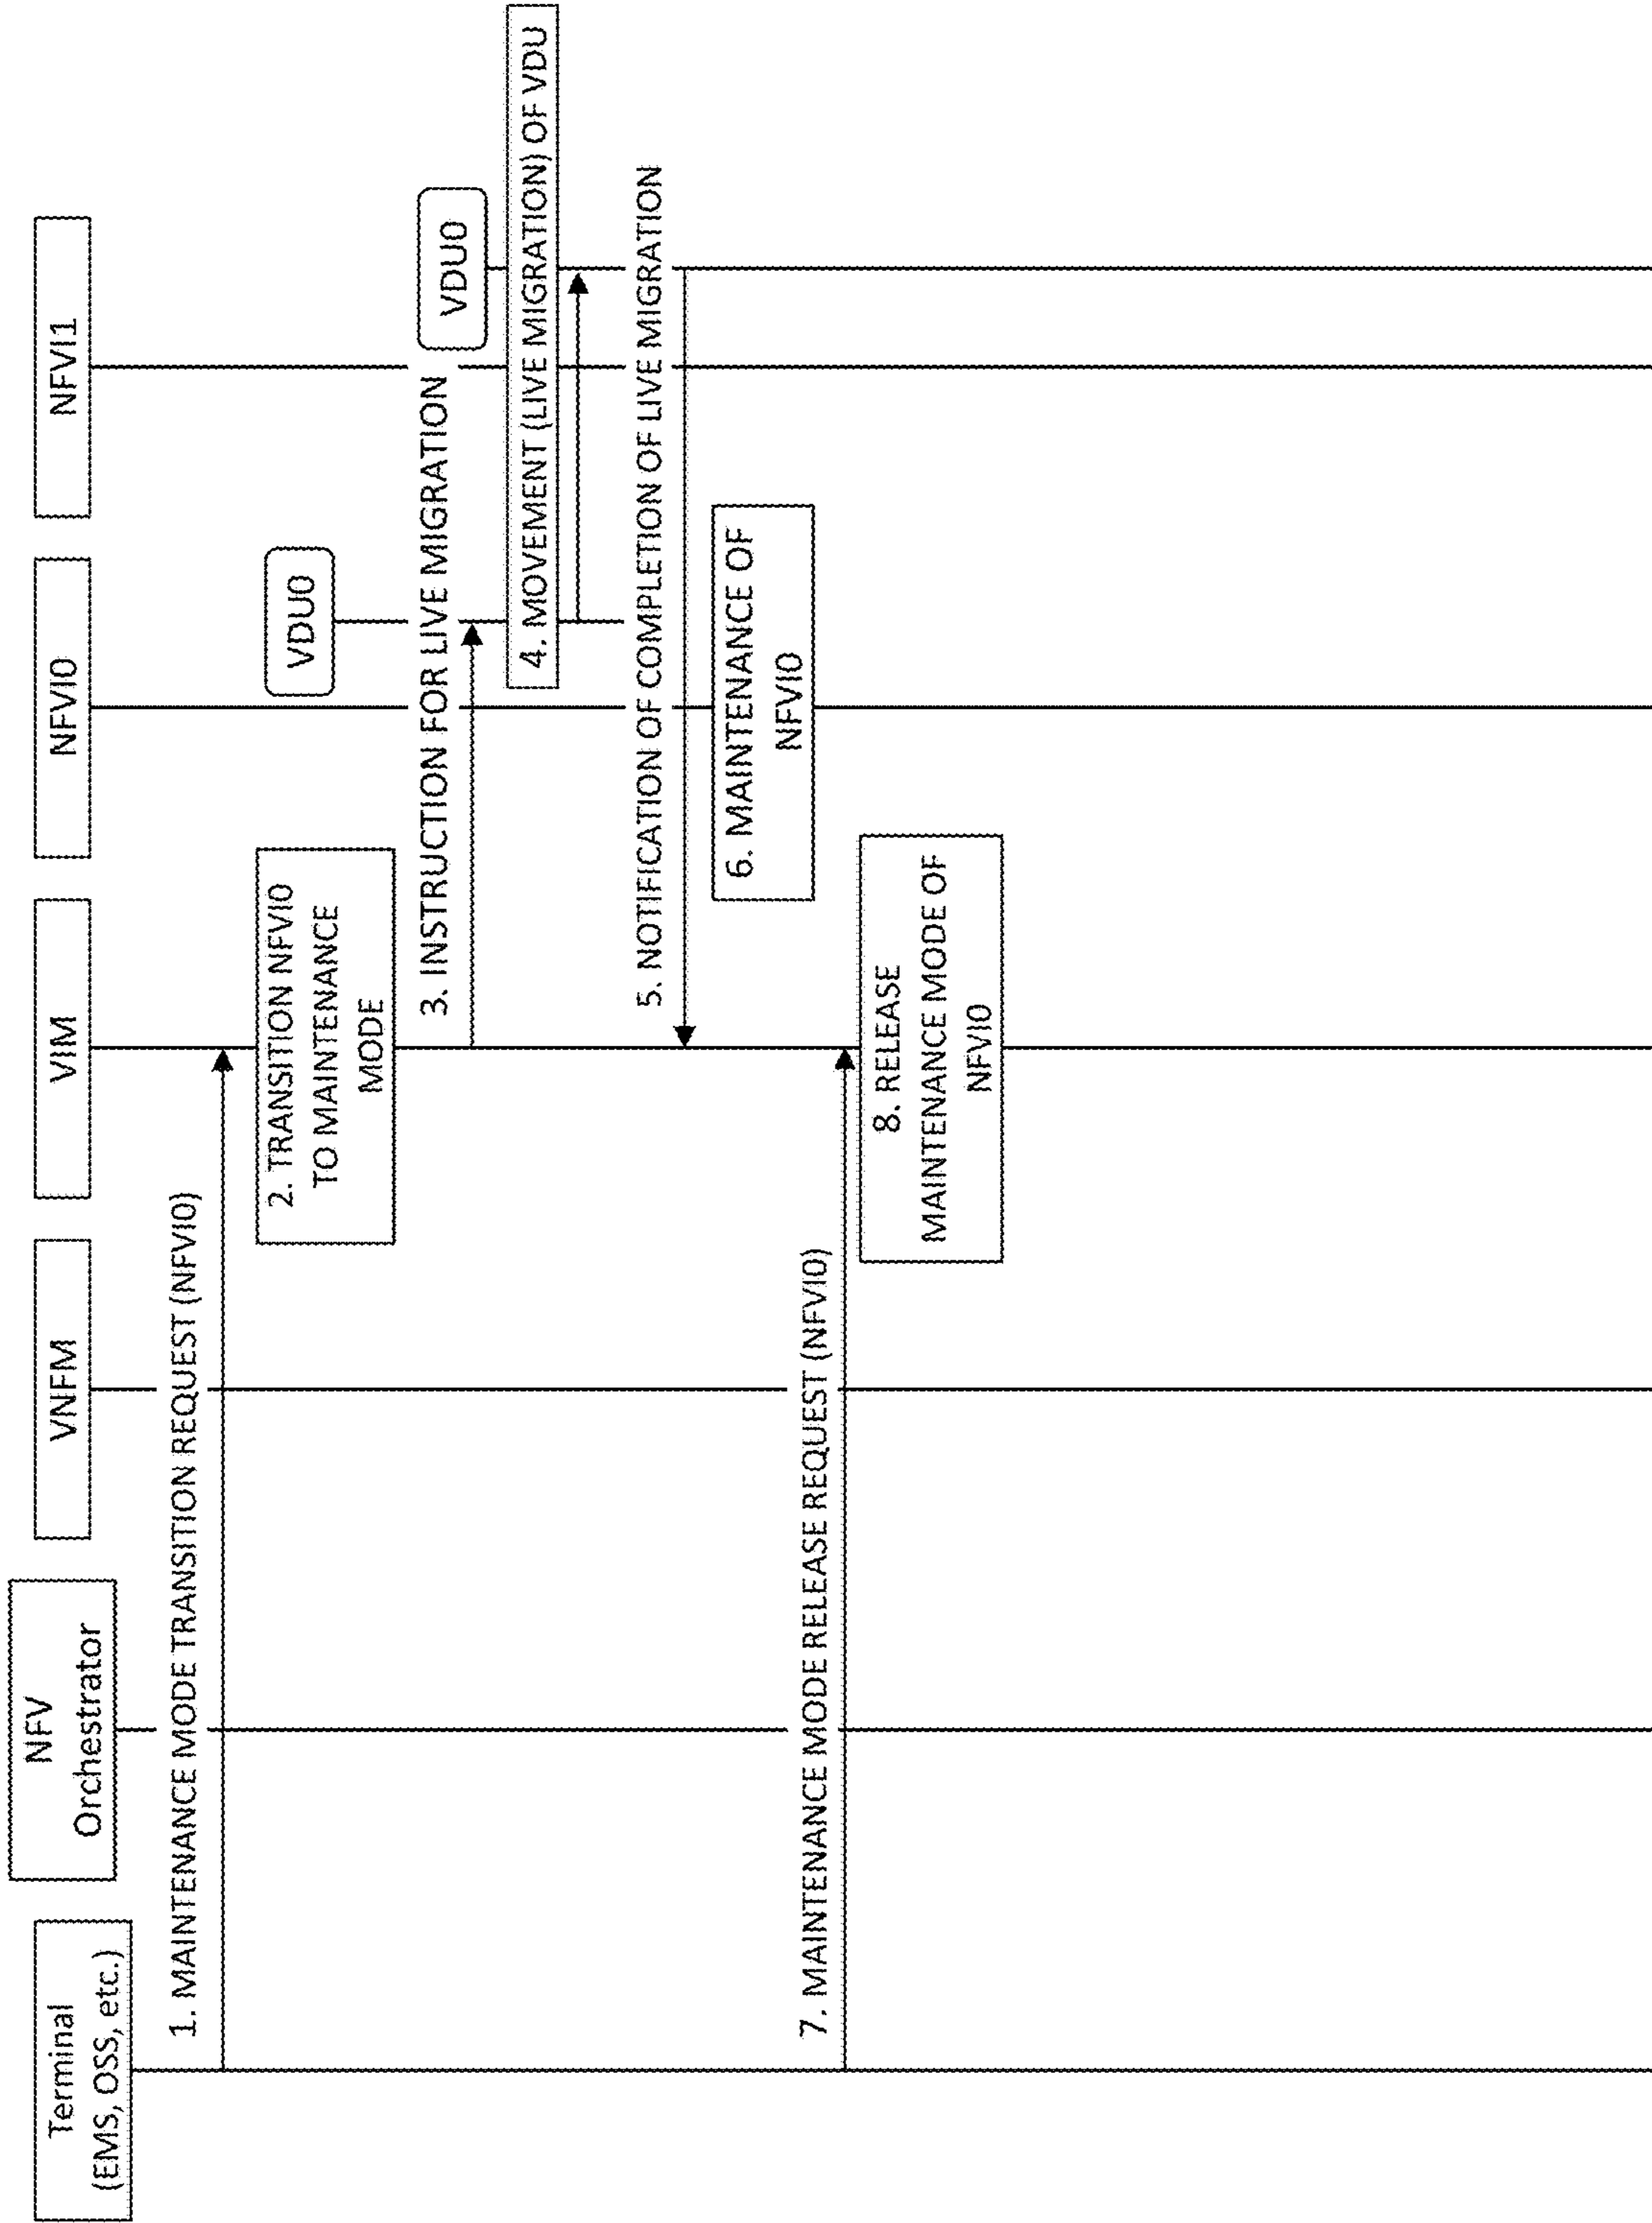 Terminal
(EMS, OSS, etc.)
NFV
Orchestrator
VNFM
VIM
NFVI0
NFVI1
1. MAINTENANCE MODE TRANSITION REQUEST (NFVI0)
2. TRANSITION NFVI0
TO MAINTENANCE
MODE
VDU0
3. INSTRUCTION FOR LIVE MIGRATION
VDU0
4. MOVEMENT (LIVE MIGRATION) OF VDU
5. NOTIFICATION OF COMPLETION OF LIVE MIGRATION
6. MAINTENANCE OF
NFVI0
7. MAINTENANCE MODE RELEASE REQUEST (NFVI0)
8. RELEASE
MAINTENANCE MODE OF
NFVI0